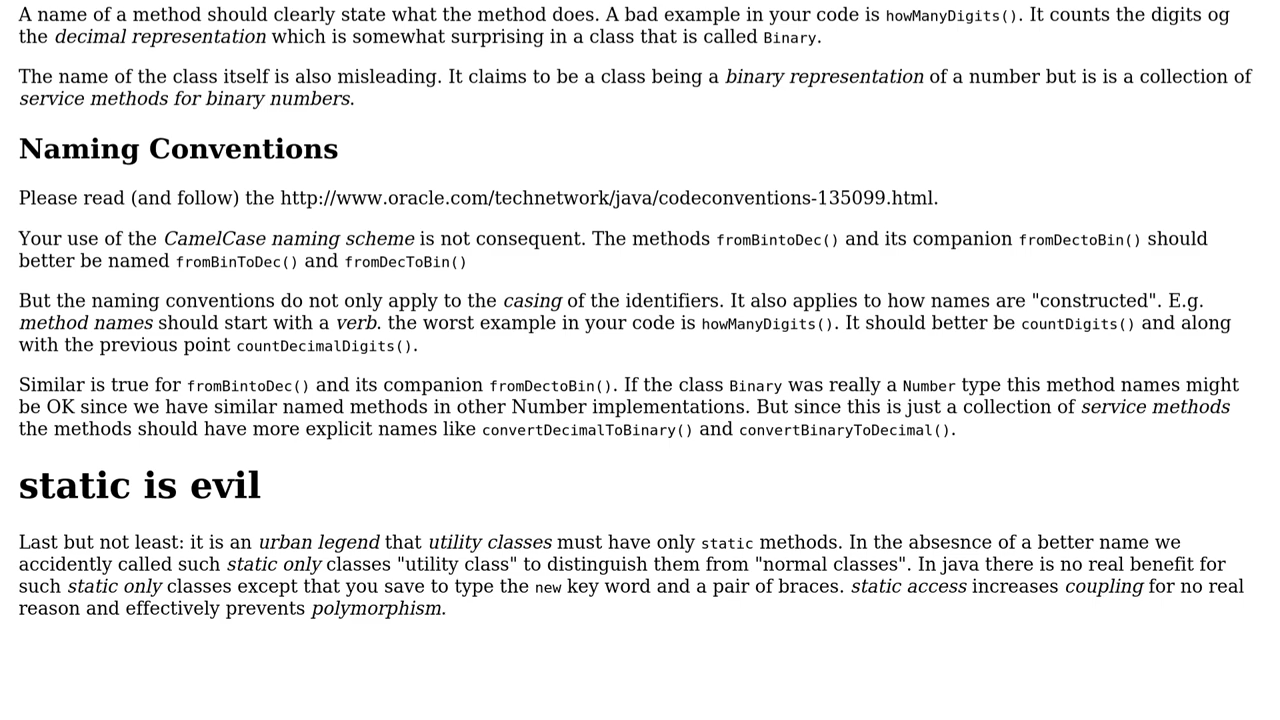 A name of a method should clearly state what the method does. A bad example in your code is howManyDigits(). It counts the digits og
the decimal representation which is somewhat surprising in a class that is called Binary.
The name of the class itself is also misleading. It claims to be a class being a binary representation of a number but is is a collection of
service methods for binary numbers.
Naming Conventions
Please read (and follow) the http://www.oracle.com/technetwork/java/codeconventions-135099.html.
Your use of the CamelCase naming scheme is not consequent. The methods fromBintoDec() and its companion fromDectoBin() should
better be named fromBinToDec() and fromDecToBin()
But the naming conventions do not only apply to the casing of the identifiers. It also applies to how names are "constructed". E.g.
method names should start with a verb. the worst example in your code is howManyDigits(). It should better be countDigits() and along
with the previous point countDecimalDigits().
Similar is true for fromBintoDec() and its companion fromDectoBin(). If the class Binary was really a Number type this method names might
be OK since we have similar named methods in other Number implementations. But since this is just a collection of service methods
the methods should have more explicit names like convertDecimalToBinary() and convertBinaryToDecimal().
static is evil
Last but not least: it is an urban legend that utility classes must have only static methods. In the absesnce of a better name we
accidently called such static only classes "utility class" to distinguish them from "normal classes". In java there is no real benefit for
such static only classes except that you save to type the new key word and a pair of braces. static access increases coupling for no real
reason and effectively prevents polymorphism.